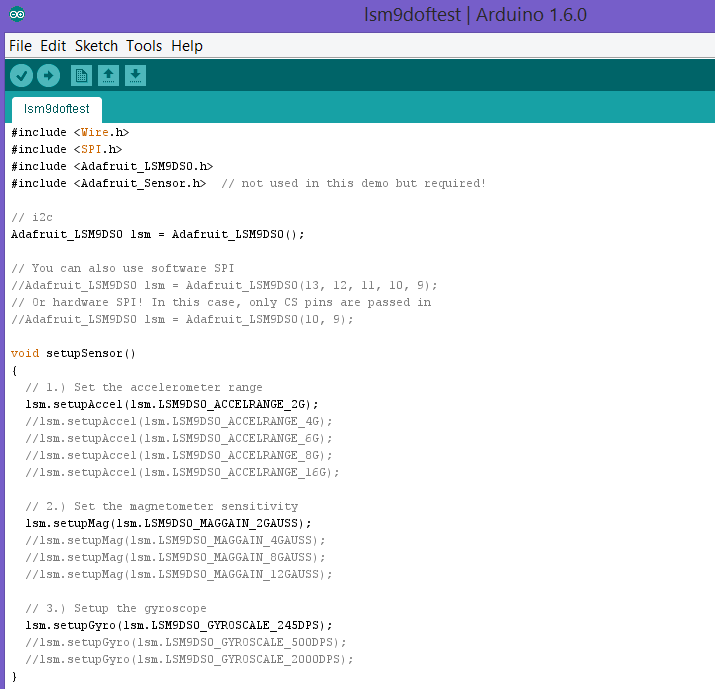 lsm9doftest | Arduino 1.6.0
File Edit Sketch Tools Help
lsm9doftest
#include <Wire.h>
#include <SPI.h>
#include <Adafruit_LSM9DS0.h>
#include <Adafruit_Sensor.h>  // not used in this demo but required!

// i2c
Adafruit_LSM9DS0 lsm = Adafruit_LSM9DS0();

// You can also use software SPI
//Adafruit_LSM9DS0 lsm = Adafruit_LSM9DS0(13, 12, 11, 10, 9);
// Or hardware SPI! In this case, only CS pins are passed in
//Adafruit_LSM9DS0 lsm = Adafruit_LSM9DS0(10, 9);

void setupSensor()
{
  // 1.) Set the accelerometer range
  lsm.setupAccel(lsm.LSM9DS0_ACCELRANGE_2G);
  //lsm.setupAccel(lsm.LSM9DS0_ACCELRANGE_4G);
  //lsm.setupAccel(lsm.LSM9DS0_ACCELRANGE_6G);
  //lsm.setupAccel(lsm.LSM9DS0_ACCELRANGE_8G);
  //lsm.setupAccel(lsm.LSM9DS0_ACCELRANGE_16G);

  // 2.) Set the magnetometer sensitivity
  lsm.setupMag(lsm.LSM9DS0_MAGGAIN_2GAUSS);
  //lsm.setupMag(lsm.LSM9DS0_MAGGAIN_4GAUSS);
  //lsm.setupMag(lsm.LSM9DS0_MAGGAIN_8GAUSS);
  //lsm.setupMag(lsm.LSM9DS0_MAGGAIN_12GAUSS);

  // 3.) Setup the gyroscope
  lsm.setupGyro(lsm.LSM9DS0_GYROSCALE_245DPS);
  //lsm.setupGyro(lsm.LSM9DS0_GYROSCALE_500DPS);
  //lsm.setupGyro(lsm.LSM9DS0_GYROSCALE_2000DPS);
}